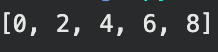 [0, 2, 4, 6, 8]